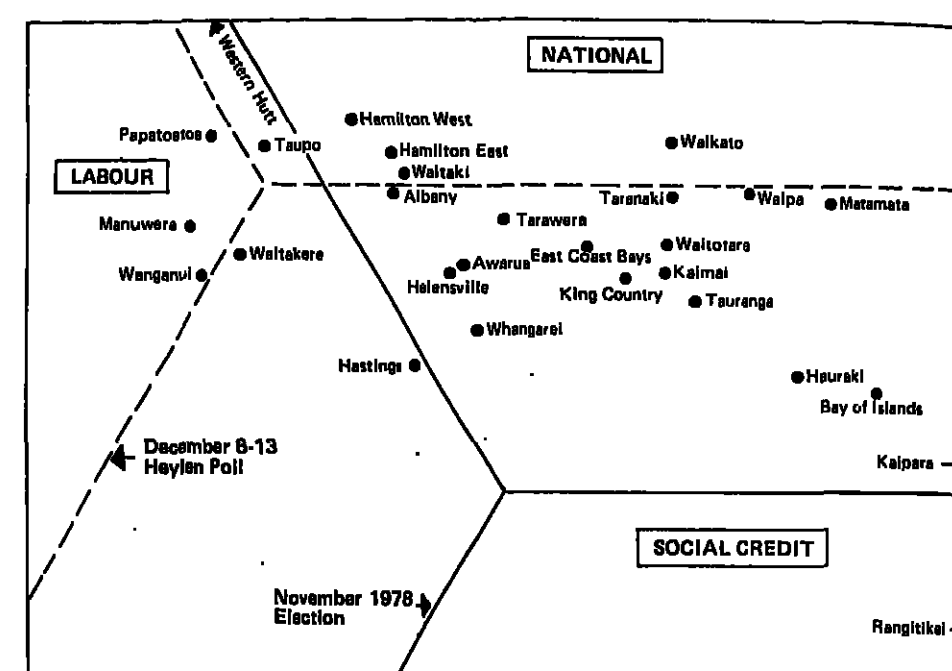 NATIONAL
Western Hutt
Hamilton West
Papatoetoe
Taupo
Waikato
Hamilton East
LABOUR
Waitaki
Albany
Taranaki
Waipa
Matamata
Manuwera
Tarawera
Waitakere
East Coast Bays
Waitotara
Wanganui
Awarua
Helensville
King Country
Kaimai
Tauranga
Whangarei
Hastings
Hauraki
Bay of Islands
December 8-13
Heylen Poll
Kaipara
SOCIAL CREDIT
November 1978
Election
Rangitikei